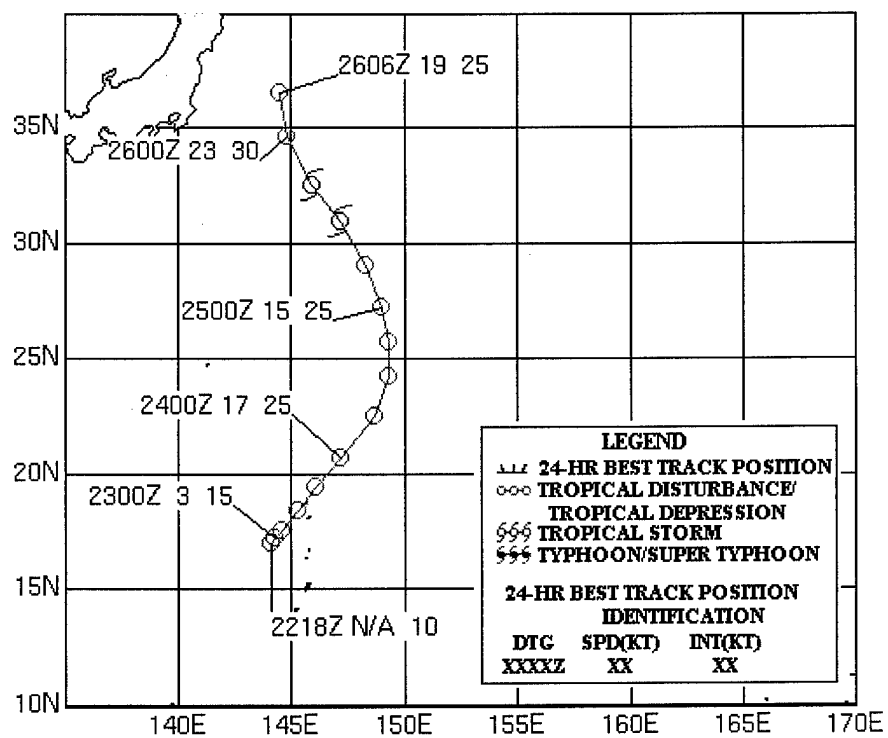 2606Z 19 25
35N
2600Z 23 30
30N
2500Z 15 25
25N
2400Z 17 25
20N
2300Z 3 15
15N
2218Z N/A 10
10N
140E 145E 150E 155E 160E 165E 170E
LEGEND
24-HR BEST TRACK POSITION
TROPICAL DISTURBANCE/
TROPICAL DEPRESSION
TROPICAL STORM
TYPHOON/SUPER TYPHOON
24-HR BEST TRACK POSITION
IDENTIFICATION
DTG SPD(KT) INT(KT)
XXXXZ XX XX